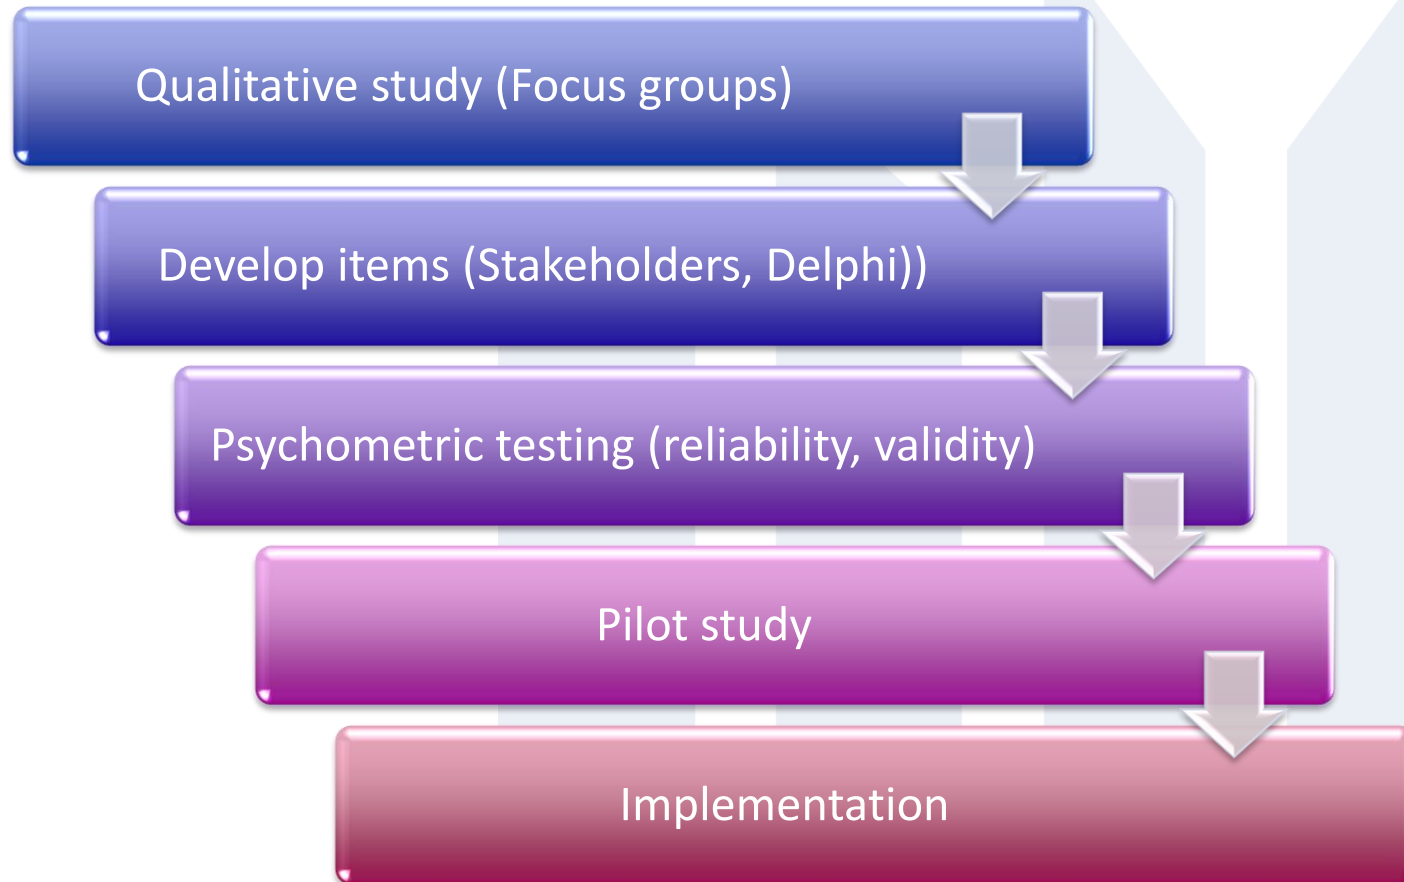 Qualitative study (Focus groups)
Develop items (Stakeholders, Delphi))
Psychometric testing (reliability, validity)
Pilot study
Implementation